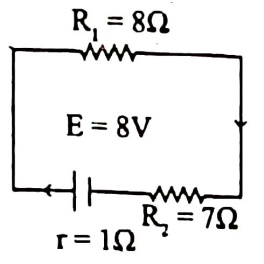 R₁ = 8Ω
E = 8V
R₂ = 7Ω
r = 1Ω